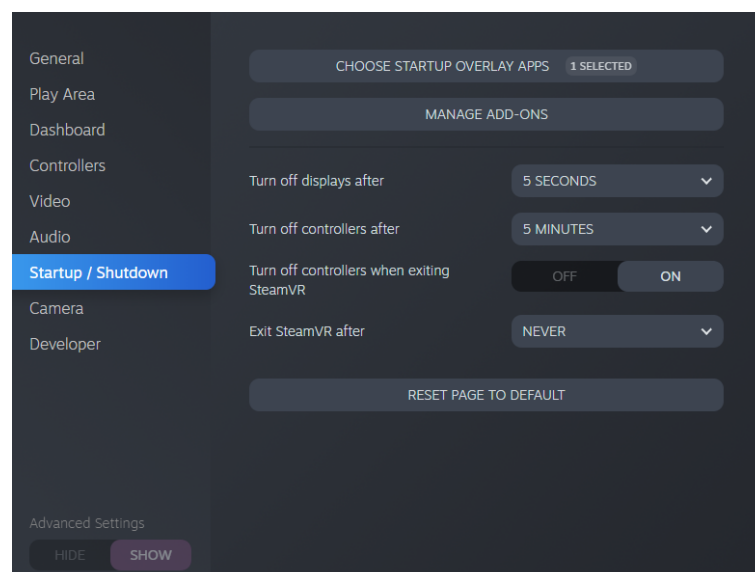 General
Play Area
Dashboard
Controllers
Video
Audio
Startup / Shutdown
Camera
Developer
Advanced Settings
HIDE SHOW
CHOOSE STARTUP OVERLAY APPS 1 SELECTED
MANAGE ADD-ONS
Turn off displays after 5 SECONDS
Turn off controllers after 5 MINUTES
Turn off controllers when exiting
SteamVR
OFF ON
Exit SteamVR after NEVER
RESET PAGE TO DEFAULT